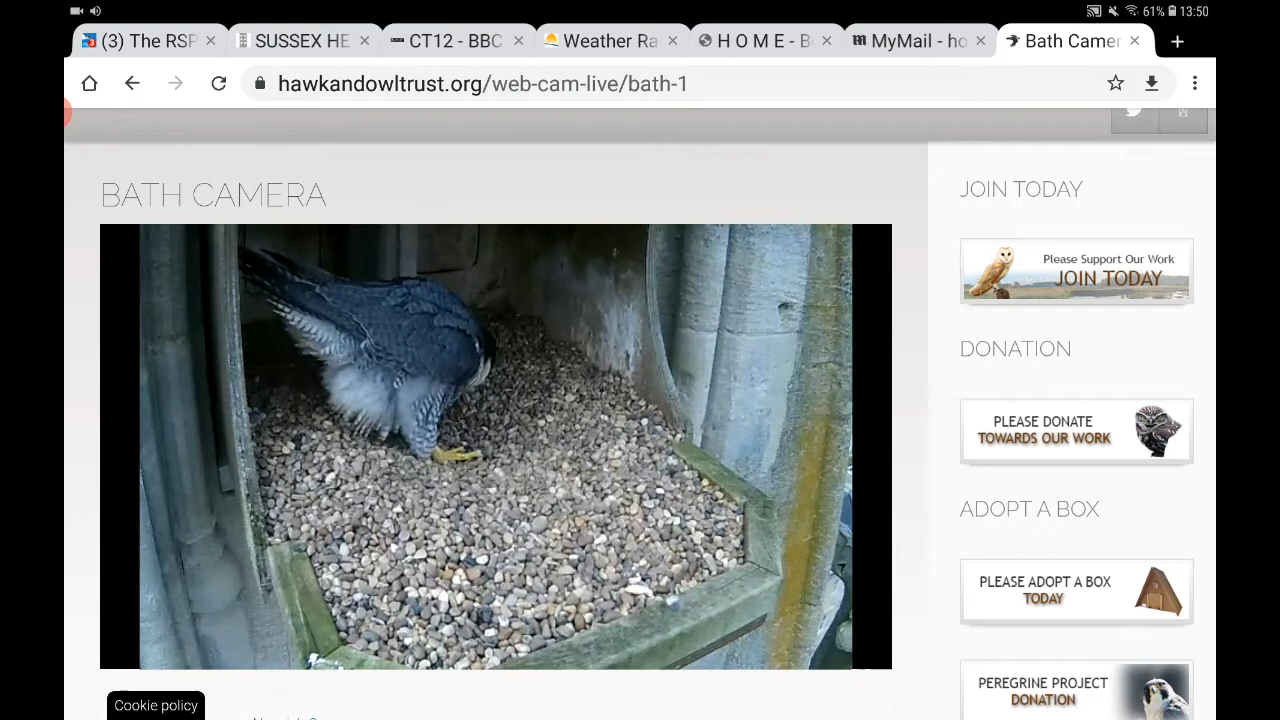 61% 13:50
(3) The RSP
SUSSEX HE
CT12 - BBC
Weather Ra
H O M E - B
MyMail - ho
Bath Camer
hawkandowltrust.org/web-cam-live/bath-1
BATH CAMERA
JOIN TODAY
Please Support Our Work
JOIN TODAY
DONATION
PLEASE DONATE
TOWARDS OUR WORK
ADOPT A BOX
PLEASE ADOPT A BOX
TODAY
PEREGRINE PROJECT
DONATION
Cookie policy